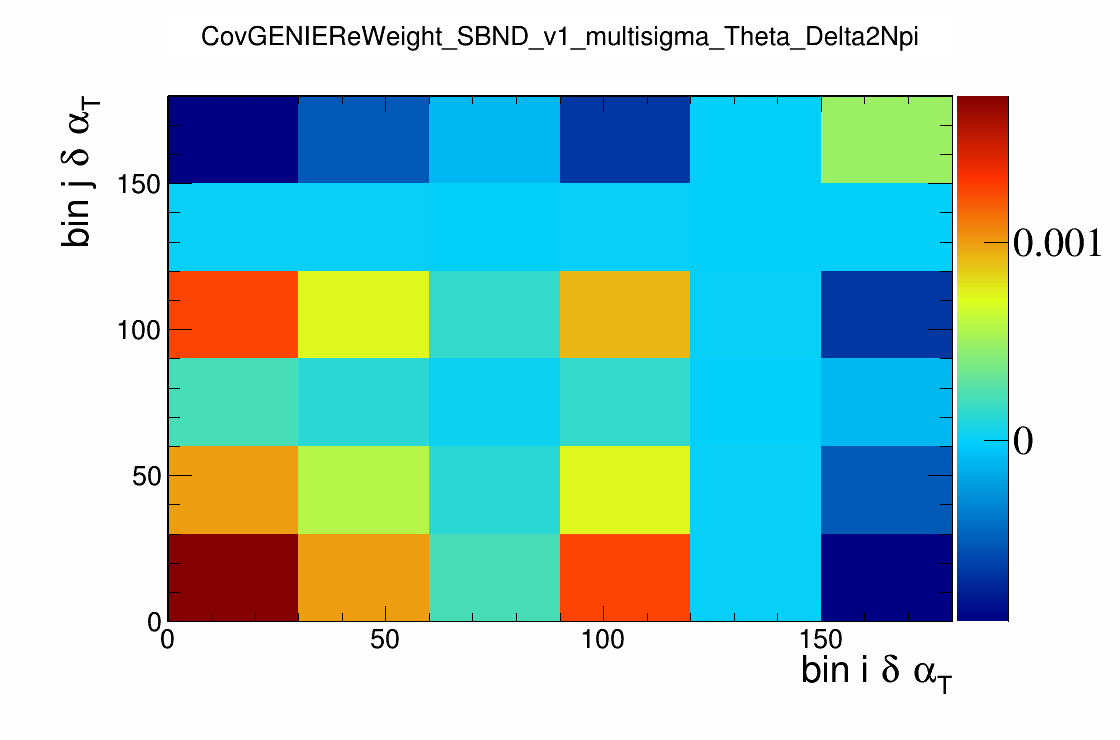 CovGENIEReWeight_SBND_v1_multisigma_Theta_Delta2Npi
bin j δ α_T
150
100
50
0
0 50 100 150
bin i δ α_T
0.001
0